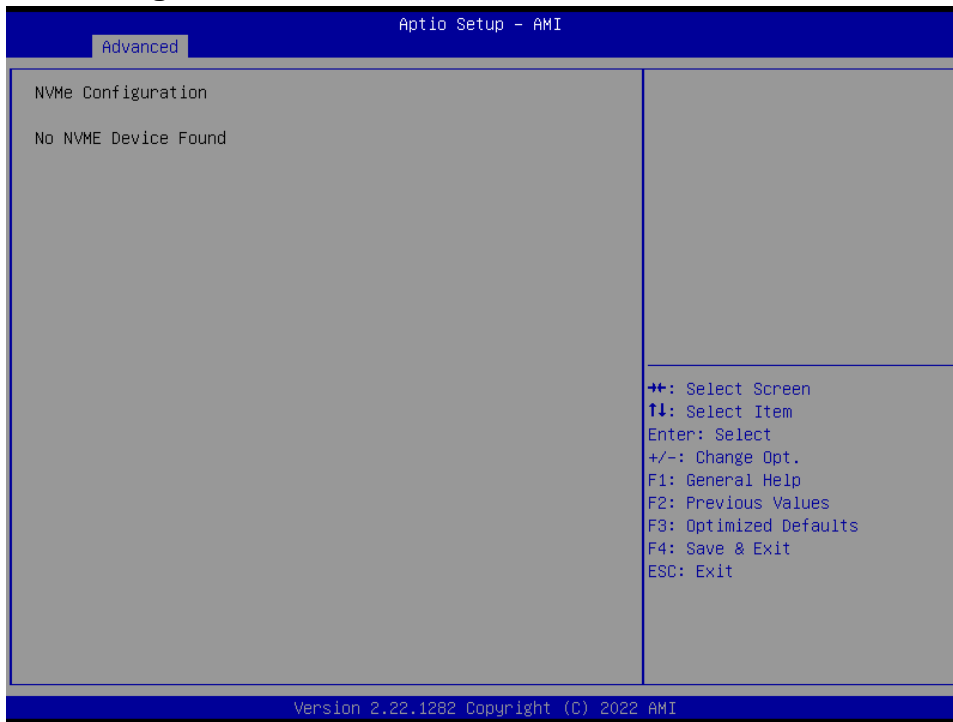 Aptio Setup – AMI
Advanced
NVMe Configuration
No NVME Device Found
→←: Select Screen
↑↓: Select Item
Enter: Select
+/-: Change Opt.
F1: General Help
F2: Previous Values
F3: Optimized Defaults
F4: Save & Exit
ESC: Exit
Version 2.22.1282 Copyright (C) 2022 AMI